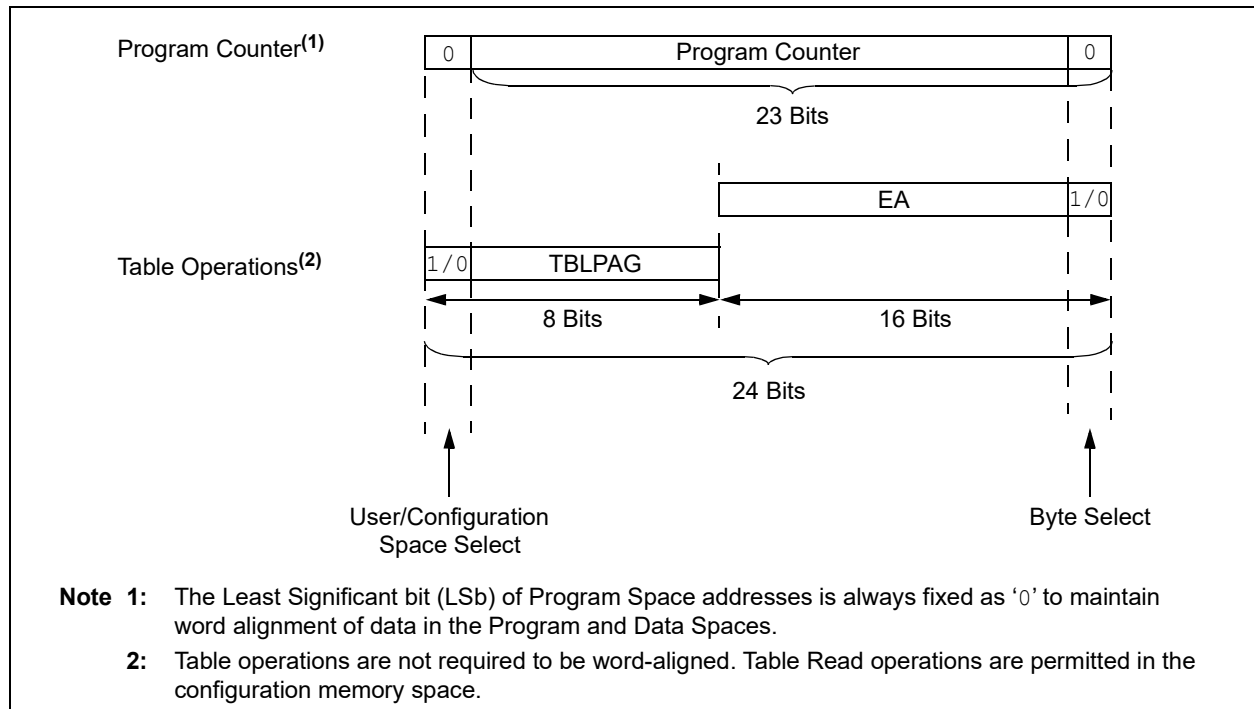 Program Counter(1)
0 Program Counter 0
23 Bits
EA 1/0
Table Operations(2)
1/0 TBLPAG
8 Bits 16 Bits
24 Bits
User/Configuration
Space Select
Byte Select
Note 1: The Least Significant bit (LSb) of Program Space addresses is always fixed as ‘0’ to maintain
word alignment of data in the Program and Data Spaces.
2: Table operations are not required to be word-aligned. Table Read operations are permitted in the
configuration memory space.